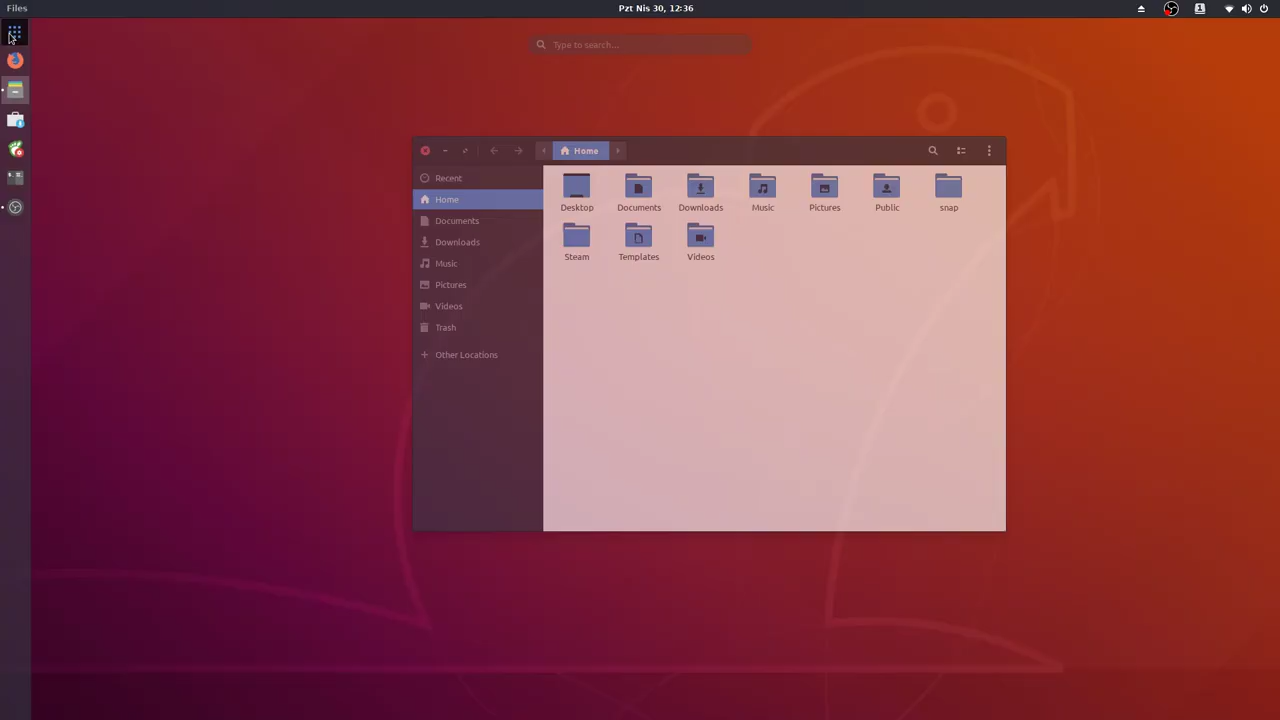 Files
Pzt Nis 30, 12:36
Type to search...
Home
Recent
Home
Documents
Downloads
Music
Pictures
Videos
Trash
Other Locations
Desktop Documents Downloads Music Pictures Public snap
Steam Templates Videos